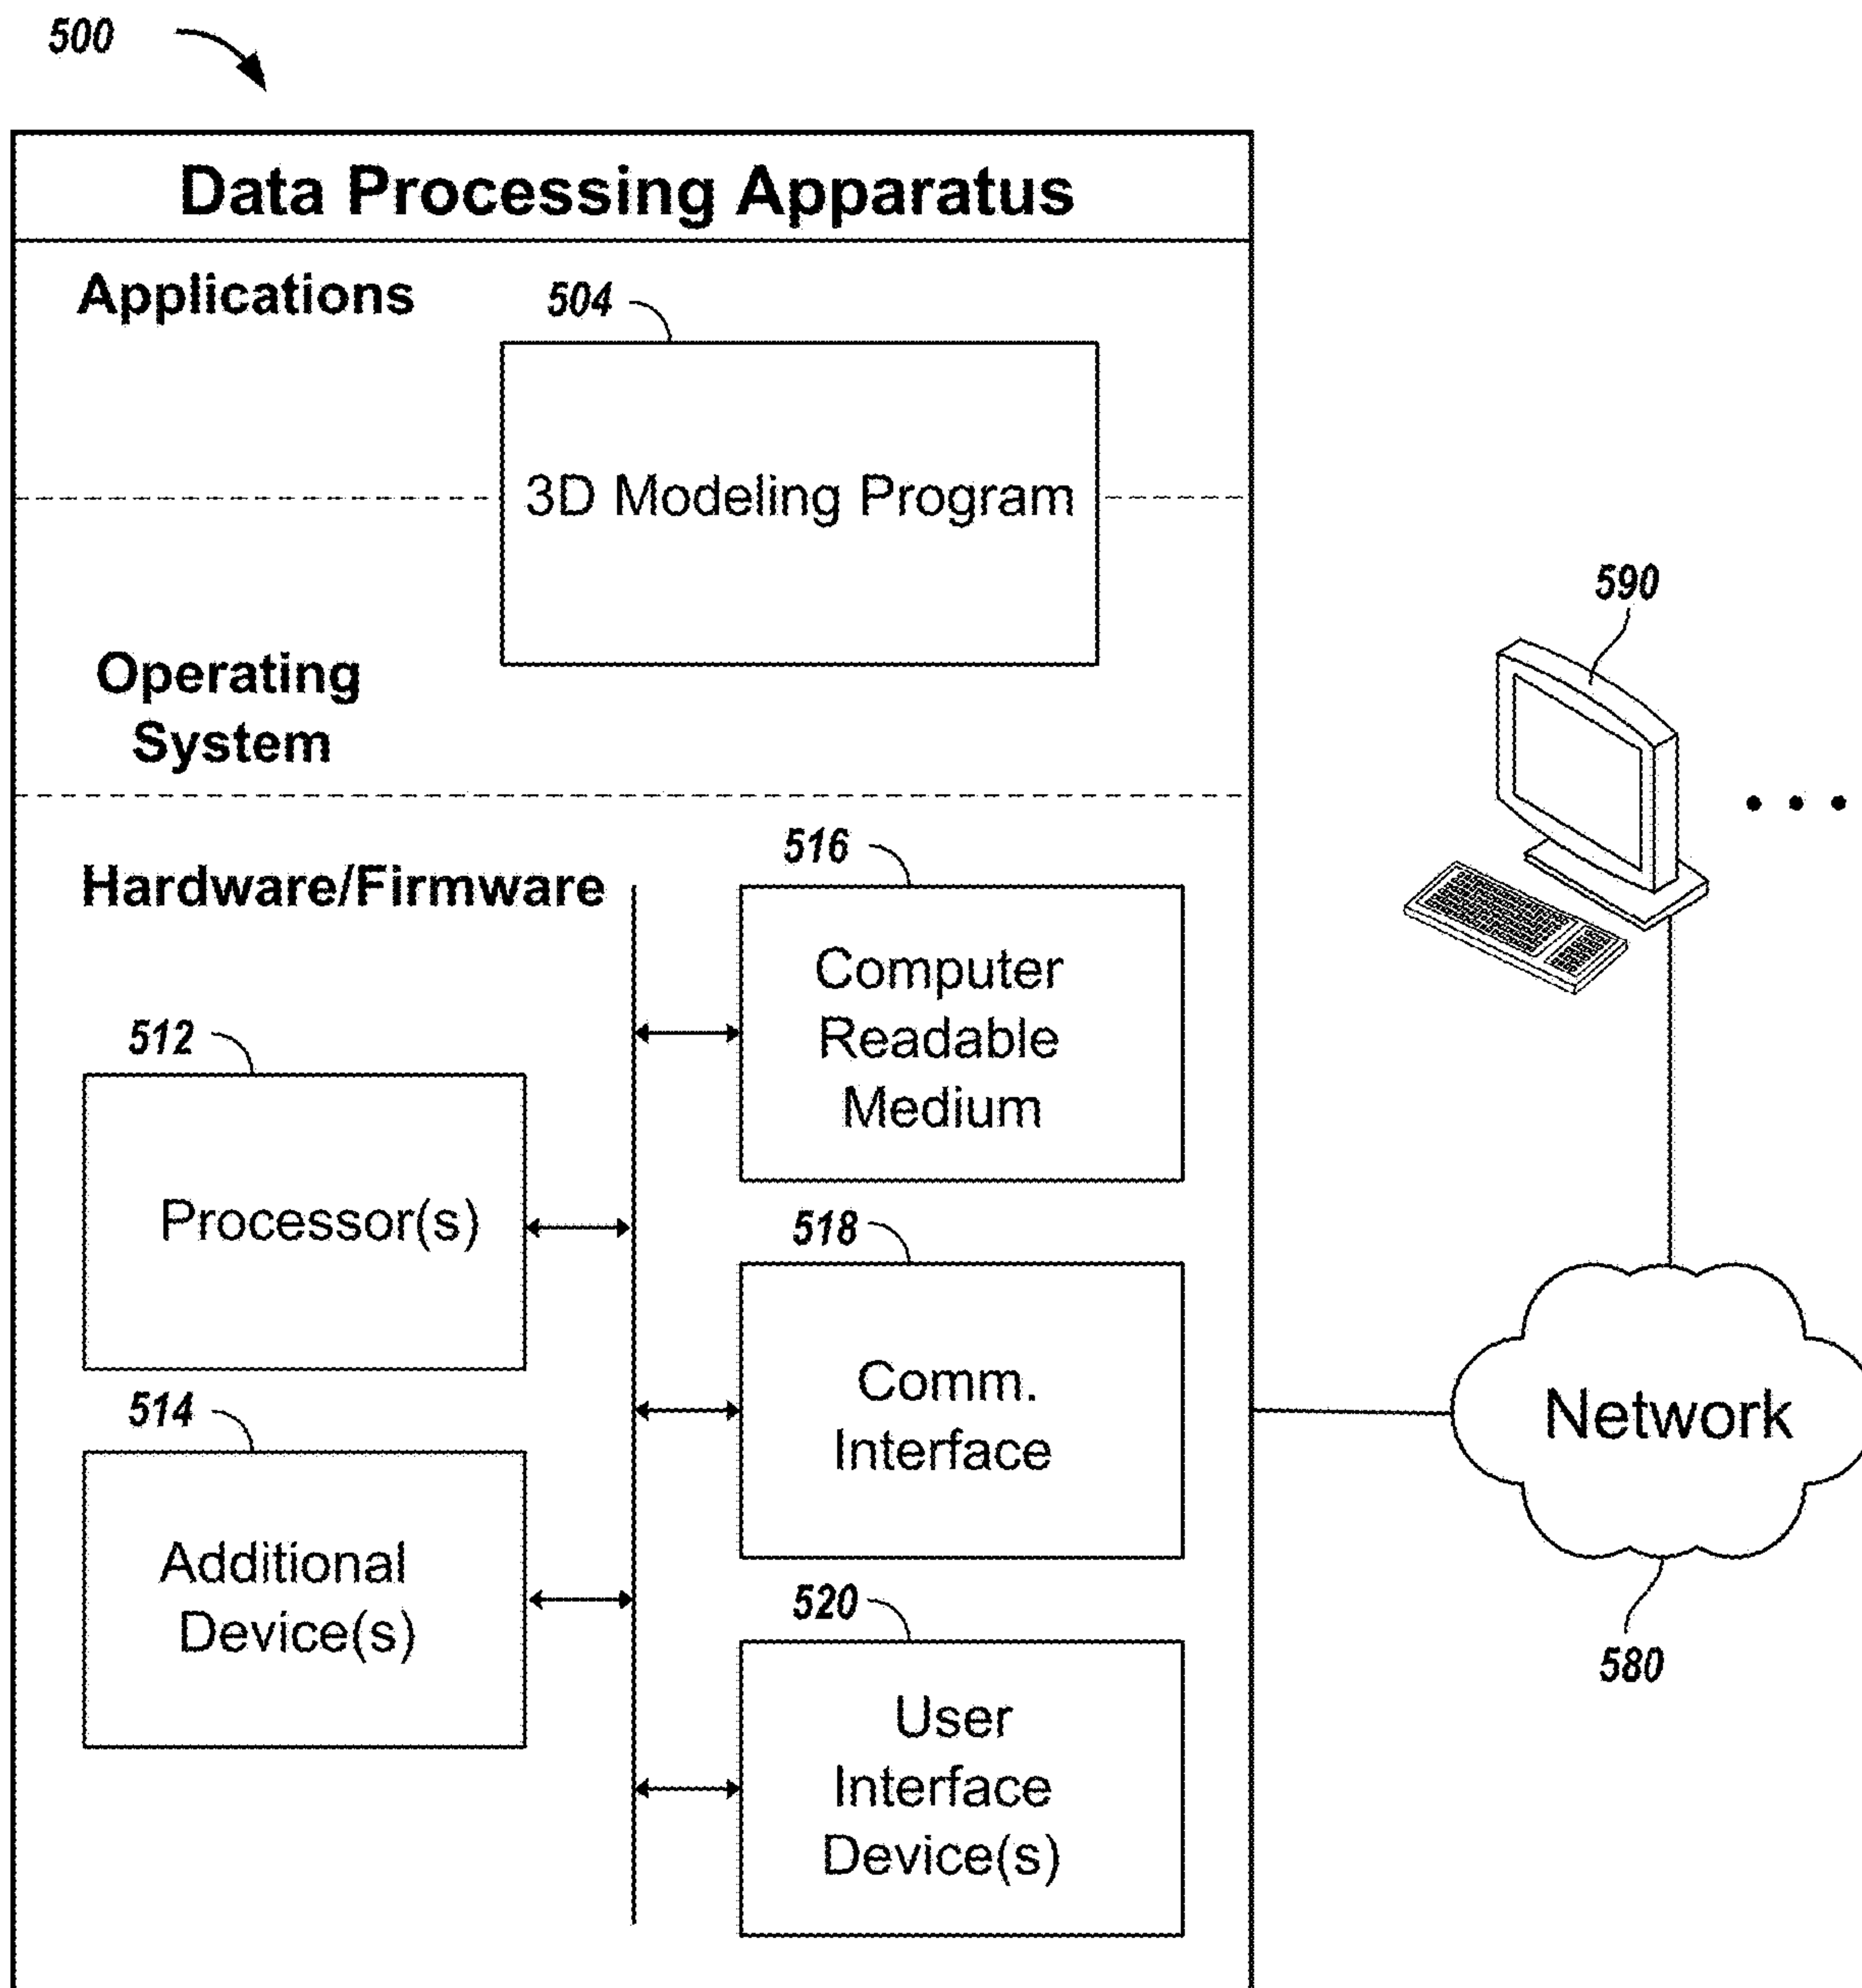 500
Data Processing Apparatus
Applications
504
3D Modeling Program
Operating
System
590
Hardware/Firmware
516
Computer
Readable
Medium
512
Processor(s)
518
Comm.
Interface
Network
580
514
Additional
Device(s)
520
User
Interface
Device(s)